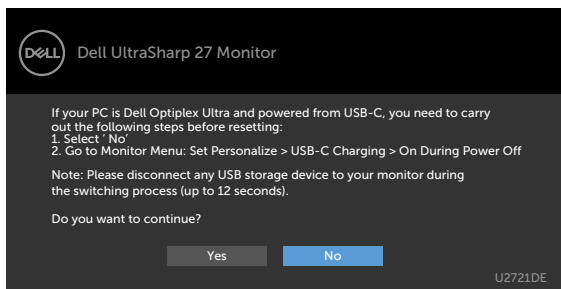 DELL
Dell UltraSharp 27 Monitor
If your PC is Dell Optiplex Ultra and powered from USB-C, you need to carry
out the following steps before resetting:
1. Select ‘ No’
2. Go to Monitor Menu: Set Personalize > USB-C Charging > On During Power Off
Note: Please disconnect any USB storage device to your monitor during
the switching process (up to 12 seconds).
Do you want to continue?
Yes No
U2721DE